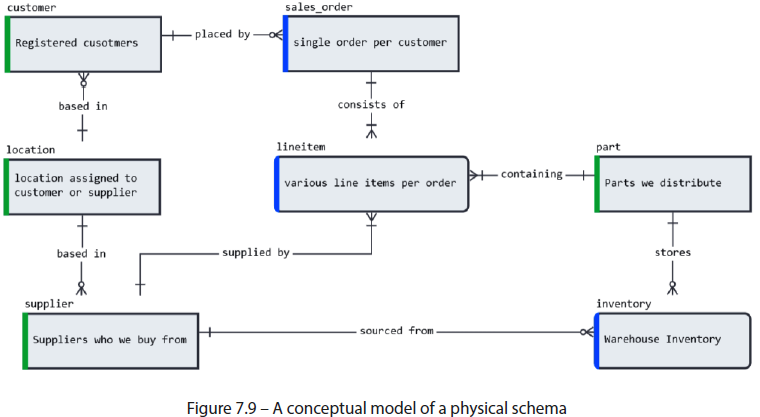 customer
sales_order
Registered cusotmers
placed by
single order per customer
based in
consists of
location
lineitem
part
location assigned to
customer or supplier
various line items per order
containing
Parts we distribute
based in
supplied by
stores
supplier
inventory
Suppliers who we buy from
sourced from
Warehouse Inventory
Figure 7.9 – A conceptual model of a physical schema